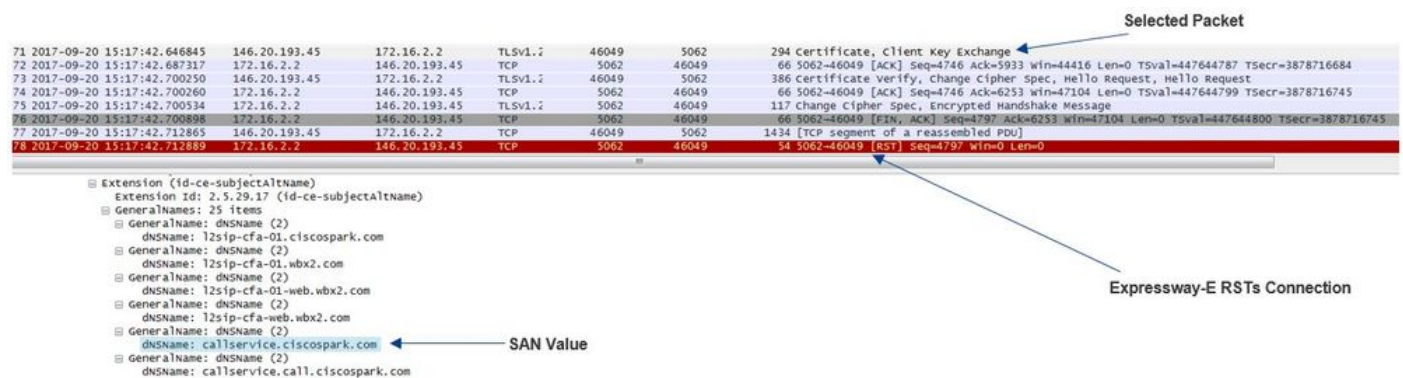 Selected Packet
71 2017-09-20 15:17:42.646845 146.20.193.45 172.16.2.2 TLSv1.2 46049 5062 294 Certificate, Client Key Exchange
72 2017-09-20 15:17:42.687317 172.16.2.2 146.20.193.45 TCP 5062 46049 66 5062→46049 [ACK] Seq=4746 Ack=5933 Win=44416 Len=0 TSval=447644787 TSecr=3878716684
73 2017-09-20 15:17:42.700250 146.20.193.45 172.16.2.2 TLSv1.2 46049 5062 386 Certificate Verify, Change Cipher Spec, Hello Request, Hello Request
74 2017-09-20 15:17:42.700260 172.16.2.2 146.20.193.45 TCP 5062 46049 66 5062→46049 [ACK] Seq=4746 Ack=6253 Win=47104 Len=0 TSval=447644799 TSecr=3878716745
75 2017-09-20 15:17:42.700534 172.16.2.2 146.20.193.45 TLSv1.2 5062 46049 117 Change Cipher Spec, Encrypted Handshake Message
76 2017-09-20 15:17:42.700898 172.16.2.2 146.20.193.45 TCP 5062 46049 66 5062→46049 [FIN, ACK] Seq=4797 Ack=6253 Win=47104 Len=0 TSval=447644800 TSecr=3878716745
77 2017-09-20 15:17:42.712865 146.20.193.45 172.16.2.2 TCP 46049 5062 1434 [TCP segment of a reassembled PDU]
78 2017-09-20 15:17:42.712889 172.16.2.2 146.20.193.45 TCP 5062 46049 54 5062→46049 [RST] Seq=4797 Win=0 Len=0
Extension (id-ce-subjectAltName)
Extension Id: 2.5.29.17 (id-ce-subjectAltName)
GeneralNames: 25 items
GeneralName: dNSName (2)
dNSName: l2sip-cfa-01.ciscospark.com
GeneralName: dNSName (2)
dNSName: l2sip-cfa-01.wbx2.com
GeneralName: dNSName (2)
dNSName: l2sip-cfa-01-web.wbx2.com
GeneralName: dNSName (2)
dNSName: l2sip-cfa-web.wbx2.com
GeneralName: dNSName (2)
dNSName: callservice.ciscospark.com
SAN Value
GeneralName: dNSName (2)
dNSName: callservice.call.ciscospark.com
Expressway-E RSTs Connection